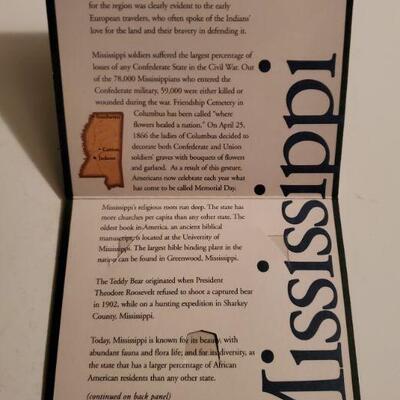 for the region was clearly evident to the early
European travelers, who often spoke of the Indians'
love for the land and their bravery in defending it.
Mississippi soldiers suffered the largest percentage of
losses of any Confederate State in the Civil War. Out
of the 78,000 Mississippians who entered the
Confederate military, 59,000 were either killed or
wounded during the war. Friendship Cemetery in
Columbus has been called "where
flowers healed a nation." On April 25,
1866 the ladies of Columbus decided to
decorate both Confederate and Union
soldiers' graves with bouquets of flowers
and garland. As a result of this gesture,
Americans now celebrate each year what
has come to be called Memorial Day.
Canton
Jackson
Mississippi's religious roots run deep. The state has
more churches per capita than any other state. The
oldest book in America, an ancient biblical
manuscript, is located at the University of
Mississippi. The largest bible binding plant in the
nation can be found in Greenwood, Mississippi.
The Teddy Bear originated when President
Theodore Roosevelt refused to shoot a captured bear
in 1902, while on a hunting expedition in Sharkey
County, Mississippi.
Today, Mississippi is known for its beauty, with
abundant fauna and flora life; and for its diversity, as
the state that has a larger percentage of African
American residents than any other state.
(continued on back panel)
Mississippi